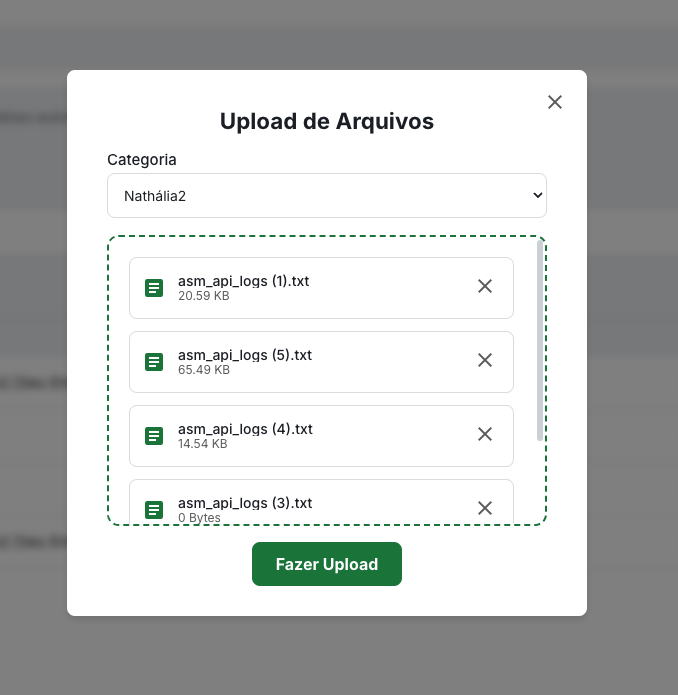 Upload de Arquivos
Categoria
Nathália2
asm_api_logs (1).txt
20.59 KB
asm_api_logs (5).txt
65.49 KB
asm_api_logs (4).txt
14.54 KB
asm_api_logs (3).txt
0 Bytes
Fazer Upload